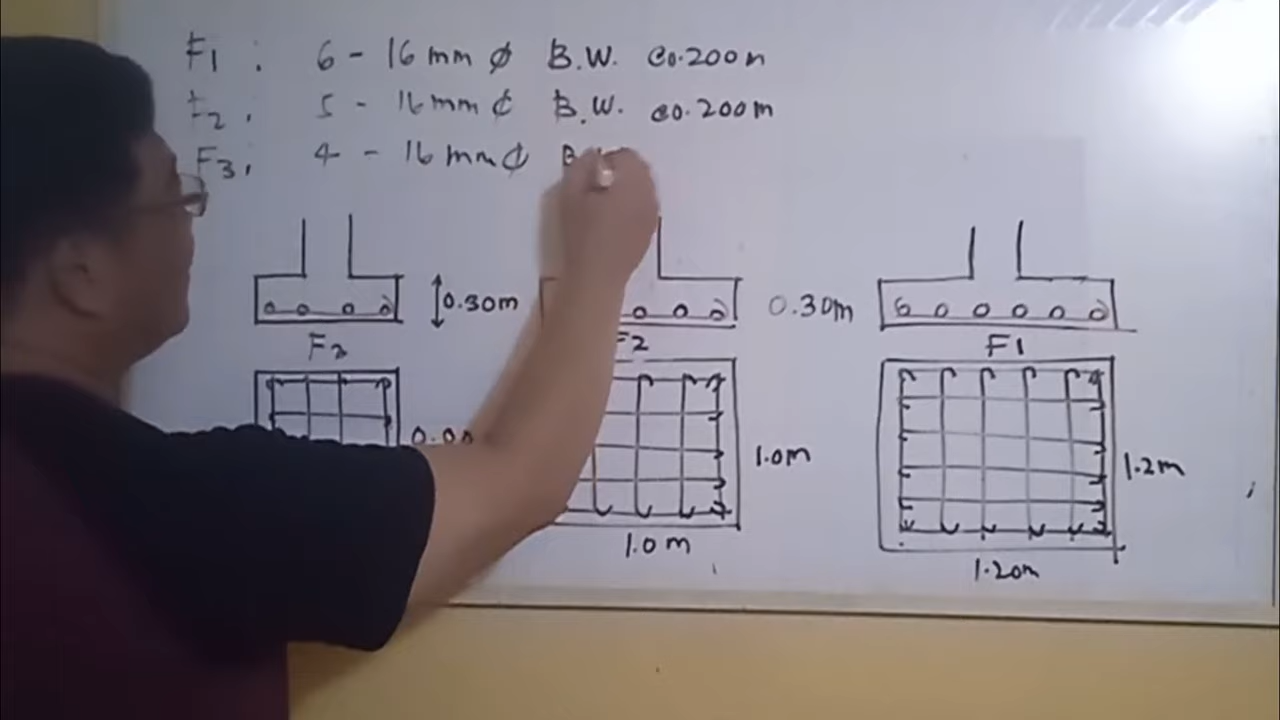 F1 : 6 - 16 mm ϕ B.W. @0.200m
F2 : 5 - 16 mm ϕ B.W. @0.200m
F3 : 4 - 16 mm ϕ B
0.30m
0.30m
F2
F1
1.0m
1.2m
1.0 m
1.20m